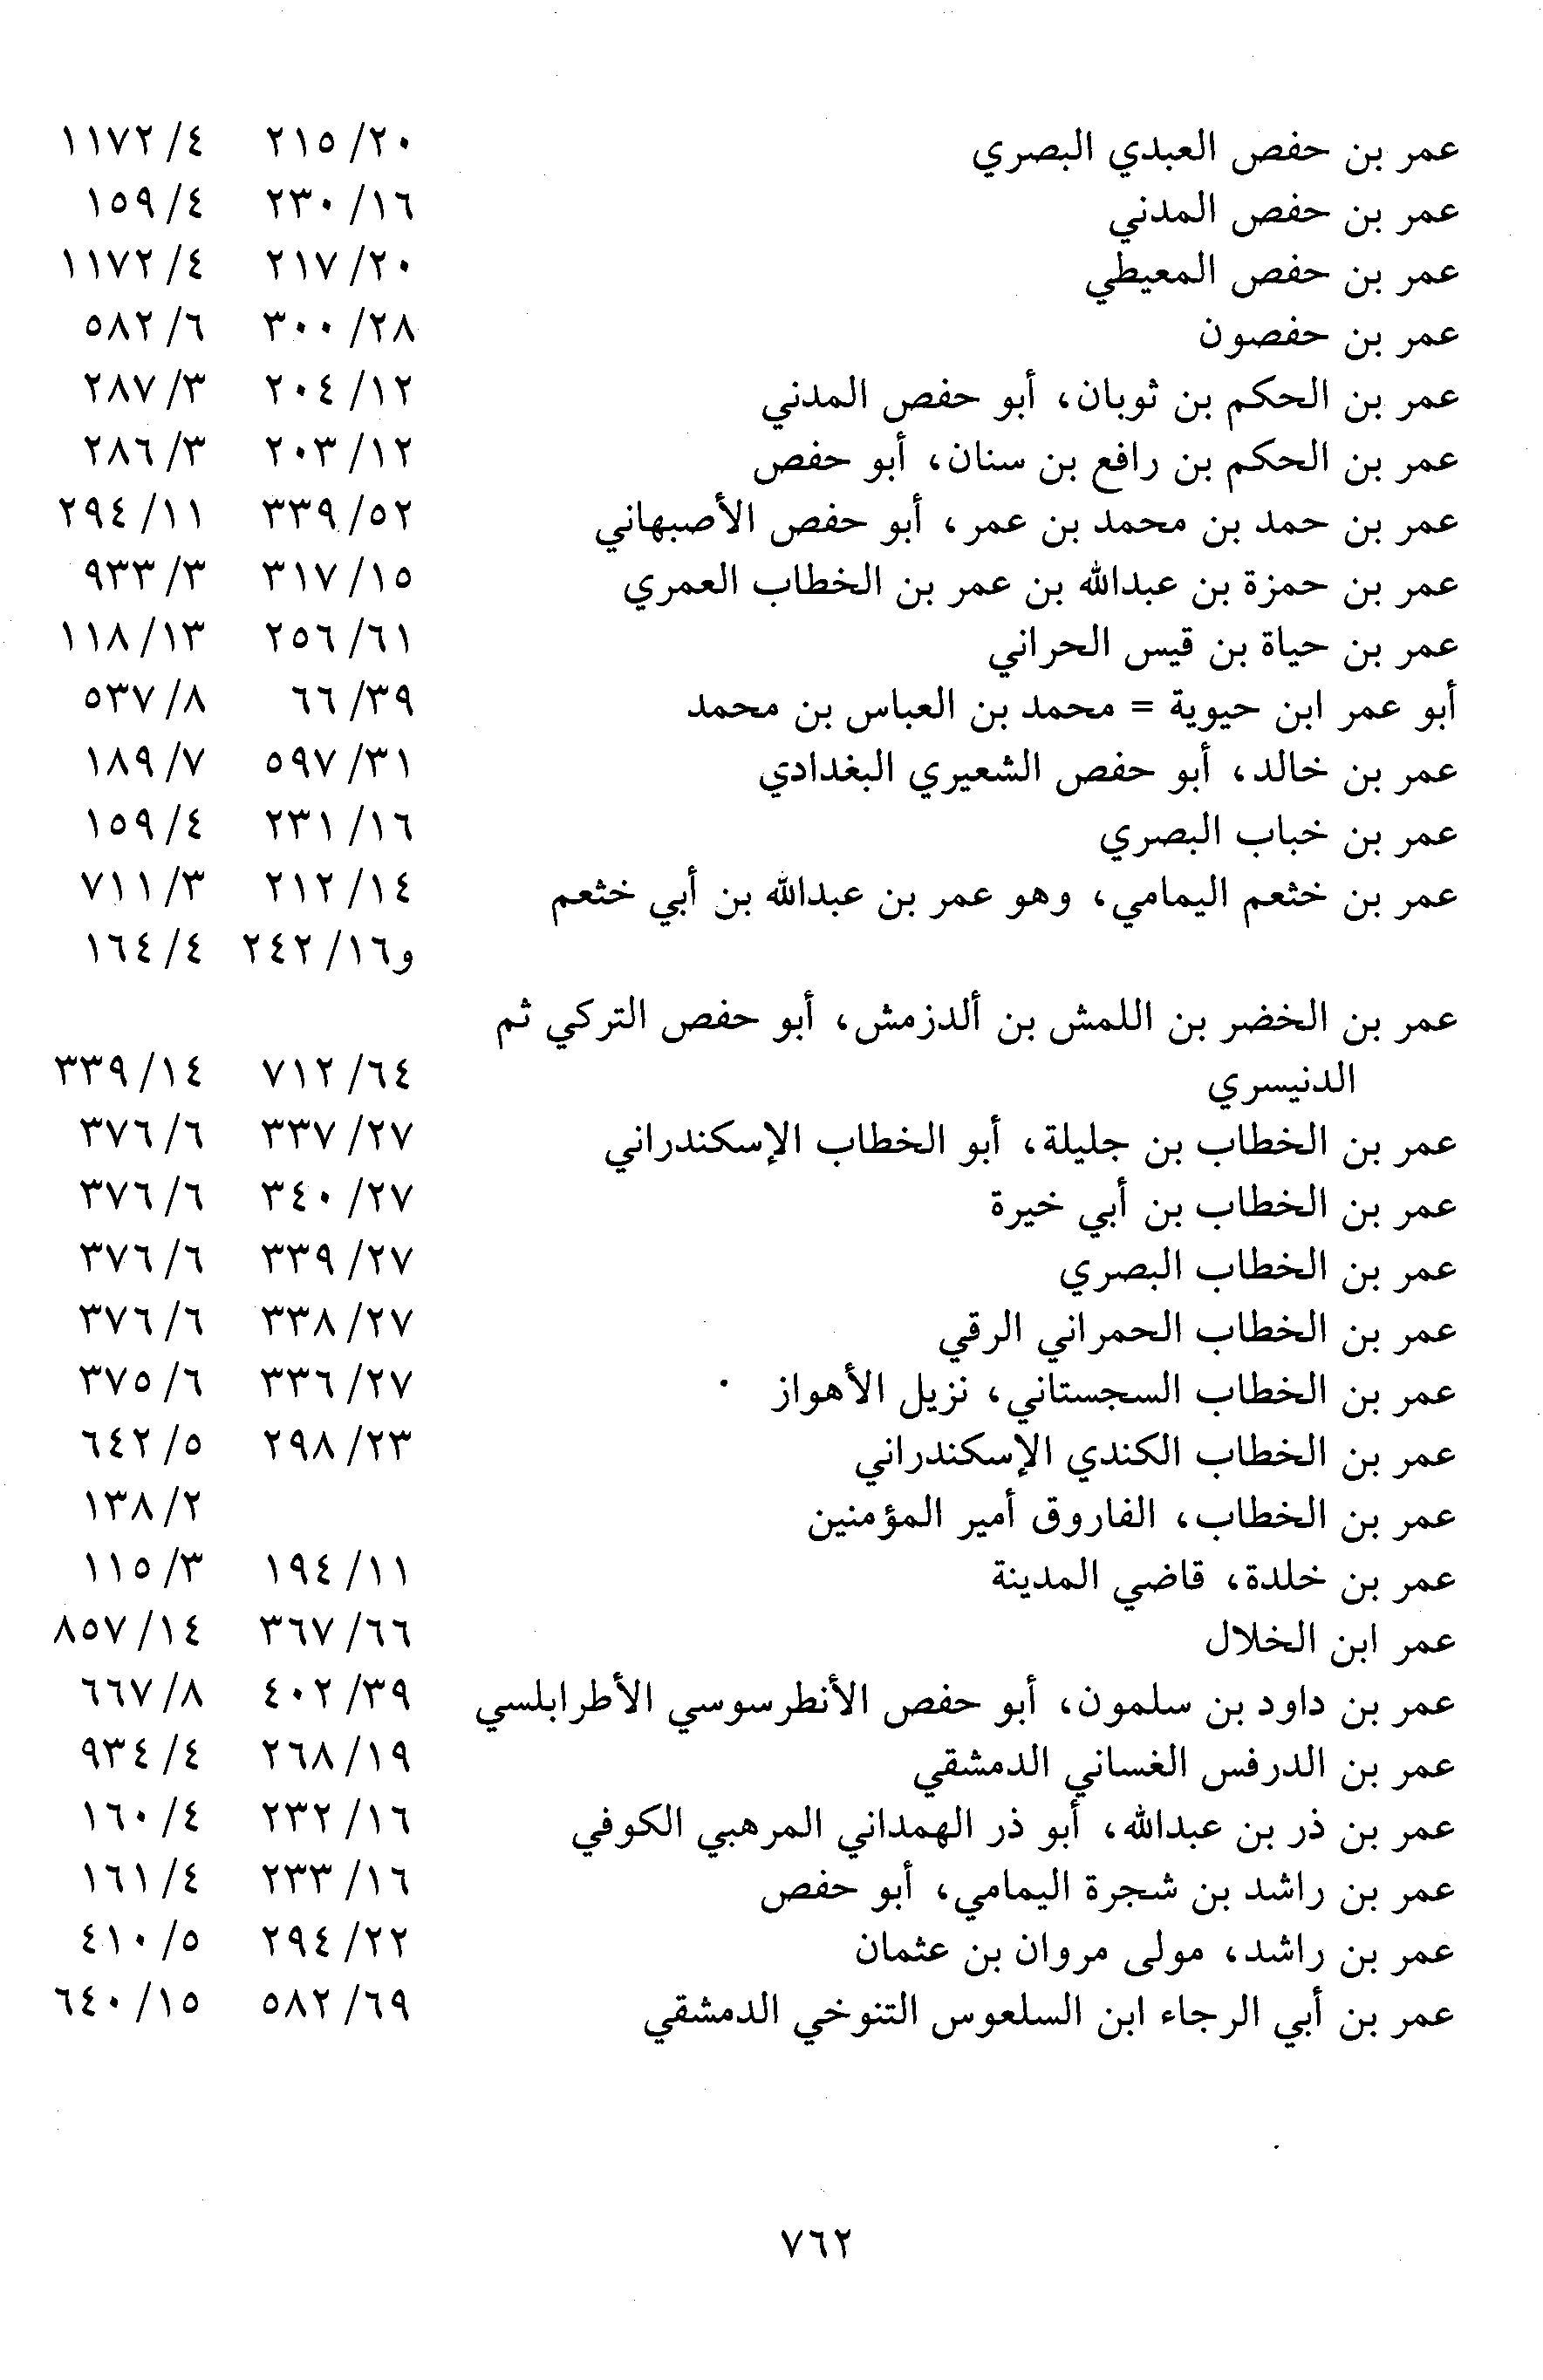 عمر بن حفص العبدي البصري ٢٠/ ٢١٥ ٤/ ١١٧٢
عمر بن حفص المدني ١٦/ ٢٣٠ ٤/ ١٥٩
عمر بن حفص المعيطي ٢٠/ ٢١٧ ٤/ ١١٧٢
عمر بن حفصون ٢٨/ ٣٠٠ ٦/ ٥٨٢
عمر بن الحكم بن ثوبان، أبو حفص المدني ١٢/ ٢٠٤ ٣/ ٢٨٧
عمر بن الحكم بن رافع بن سنان، أبو حفص ١٢/ ٢٠٣ ٣/ ٢٨٦
عمر بن حمد بن محمد بن عمر، أبو حفص الأصبهاني ٥٢/ ٣٣٩ ١١/ ٢٩٤
عمر بن حمزة بن عبدالله بن عمر بن الخطاب العمري ١٥/ ٣١٧ ٣/ ٩٣٣
عمر بن حياة بن قيس الحراني ٦١/ ٢٥٦ ١٣/ ١١٨
أبو عمر ابن حيوية = محمد بن العباس بن محمد ٣٩/ ٦٦ ٨/ ٥٣٧
عمر بن خالد، أبو حفص الشعيري البغدادي ٣١/ ٥٩٧ ٧/ ١٨٩
عمر بن خباب البصري ١٦/ ٢٣١ ٤/ ١٥٩
عمر بن خثعم اليمامي، وهو عمر بن عبدالله بن أبي خثعم ١٤/ ٢١٢ ٣/ ٧١١
و١٦/ ٢٤٢ ٤/ ١٦٤
عمر بن الخضر بن اللمش بن ألدزمش، أبو حفص التركي ثم
الدنيسري ٦٤/ ٧١٢ ١٤/ ٣٣٩
عمر بن الخطاب بن جليلة، أبو الخطاب الإسكندراني ٢٧/ ٣٣٧ ٦/ ٣٧٦
عمر بن الخطاب بن أبي خيرة ٢٧/ ٣٤٠ ٦/ ٣٧٦
عمر بن الخطاب البصري ٢٧/ ٣٣٩ ٦/ ٣٧٦
عمر بن الخطاب الحمراني الرقي ٢٧/ ٣٣٨ ٦/ ٣٧٦
عمر بن الخطاب السجستاني، نزيل الأهواز ٢٧/ ٣٣٦ ٦/ ٣٧٥
عمر بن الخطاب الكندي الإسكندراني ٢٣/ ٢٩٨ ٥/ ٦٤٢
عمر بن الخطاب، الفاروق أمير المؤمنين ٢/ ١٣٨
عمر بن خلدة، قاضي المدينة ١١/ ١٩٤ ٣/ ١١٥
عمر ابن الخلال ٦٦/ ٣٦٧ ١٤/ ٨٥٧
عمر بن داود بن سلمون، أبو حفص الأنطرسوسي الأطرابلسي ٣٩/ ٤٠٢ ٨/ ٦٦٧
عمر بن الدرفس الغساني الدمشقي ١٩/ ٢٦٨ ٤/ ٩٣٤
عمر بن ذر بن عبدالله، أبو ذر الهمداني المرهبي الكوفي ١٦/ ٢٣٢ ٤/ ١٦٠
عمر بن راشد بن شجرة اليمامي، أبو حفص ١٦/ ٢٣٣ ٤/ ١٦١
عمر بن راشد، مولى مروان بن عثمان ٢٢/ ٢٩٤ ٥/ ٤١٠
عمر بن أبي الرجاء ابن السلعوس التنوخي الدمشقي ٦٩/ ٥٨٢ ١٥/ ٦٤٠
٧٦٢